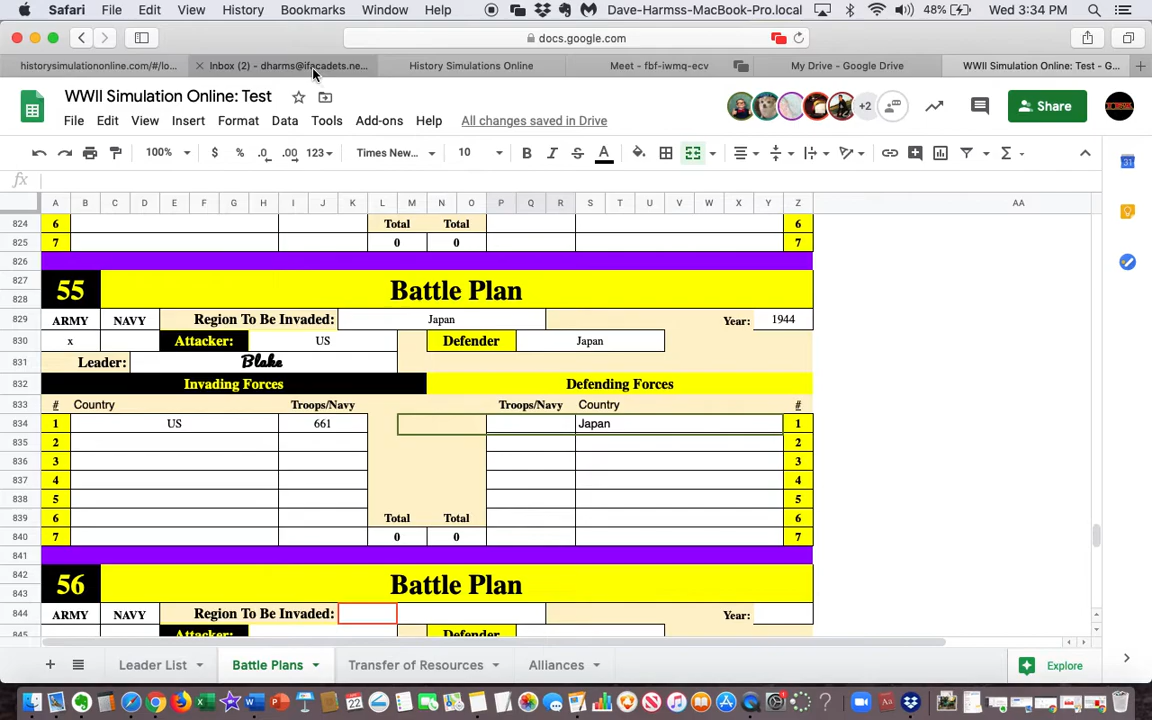 Safari File Edit View History Bookmarks Window Help Dave-Harmss-MacBook-Pro.local 48% Wed 3:34 PM
docs.google.com
historysimulationonline.com/#/lo... Inbox (2) - dharms@ifacadets.ne... History Simulations Online Meet - fbf-iwmq-ecv My Drive - Google Drive WWII Simulation Online: Test - G...
WWII Simulation Online: Test +2 Share
File Edit View Insert Format Data Tools Add-ons Help All changes saved in Drive
100% $ % .0 .00 123 Times New... 10 B I S A
fx
A B C D E F G H I J K L M N O P Q R S T U V W X Y Z AA
824 6 Total Total 6
825 7 0 0 7
826
827 55 Battle Plan
828
829 ARMY NAVY Region To Be Invaded: Japan Year: 1944
830 x Attacker: US Defender Japan
831 Leader: Blake
832 Invading Forces Defending Forces
833 # Country Troops/Navy Troops/Navy Country #
834 1 US 661 Japan 1
835 2 2
836 3 3
837 4 4
838 5 5
839 6 Total Total 6
840 7 0 0 7
841
842 56 Battle Plan
843
844 ARMY NAVY Region To Be Invaded: Year:
845 Attacker: Defender
Leader List Battle Plans Transfer of Resources Alliances Explore